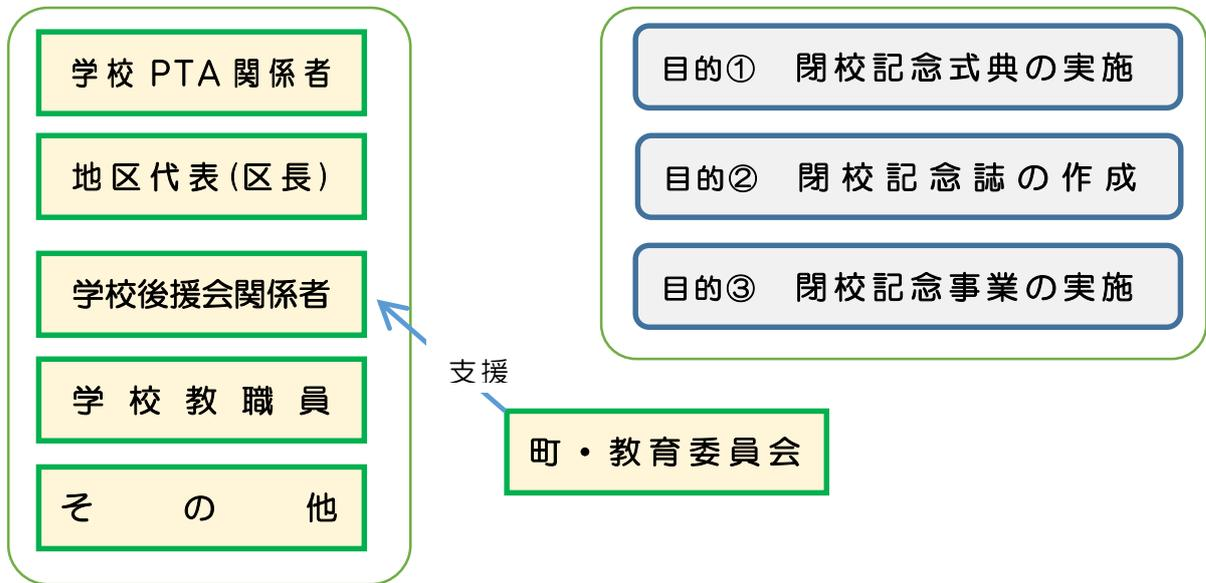 学校 PTA 関係者
地区代表(区長)
学校後援会関係者
学校教職員
その他
目的① 閉校記念式典の実施
目的② 閉校記念誌の作成
目的③ 閉校記念事業の実施
支援
町・教育委員会